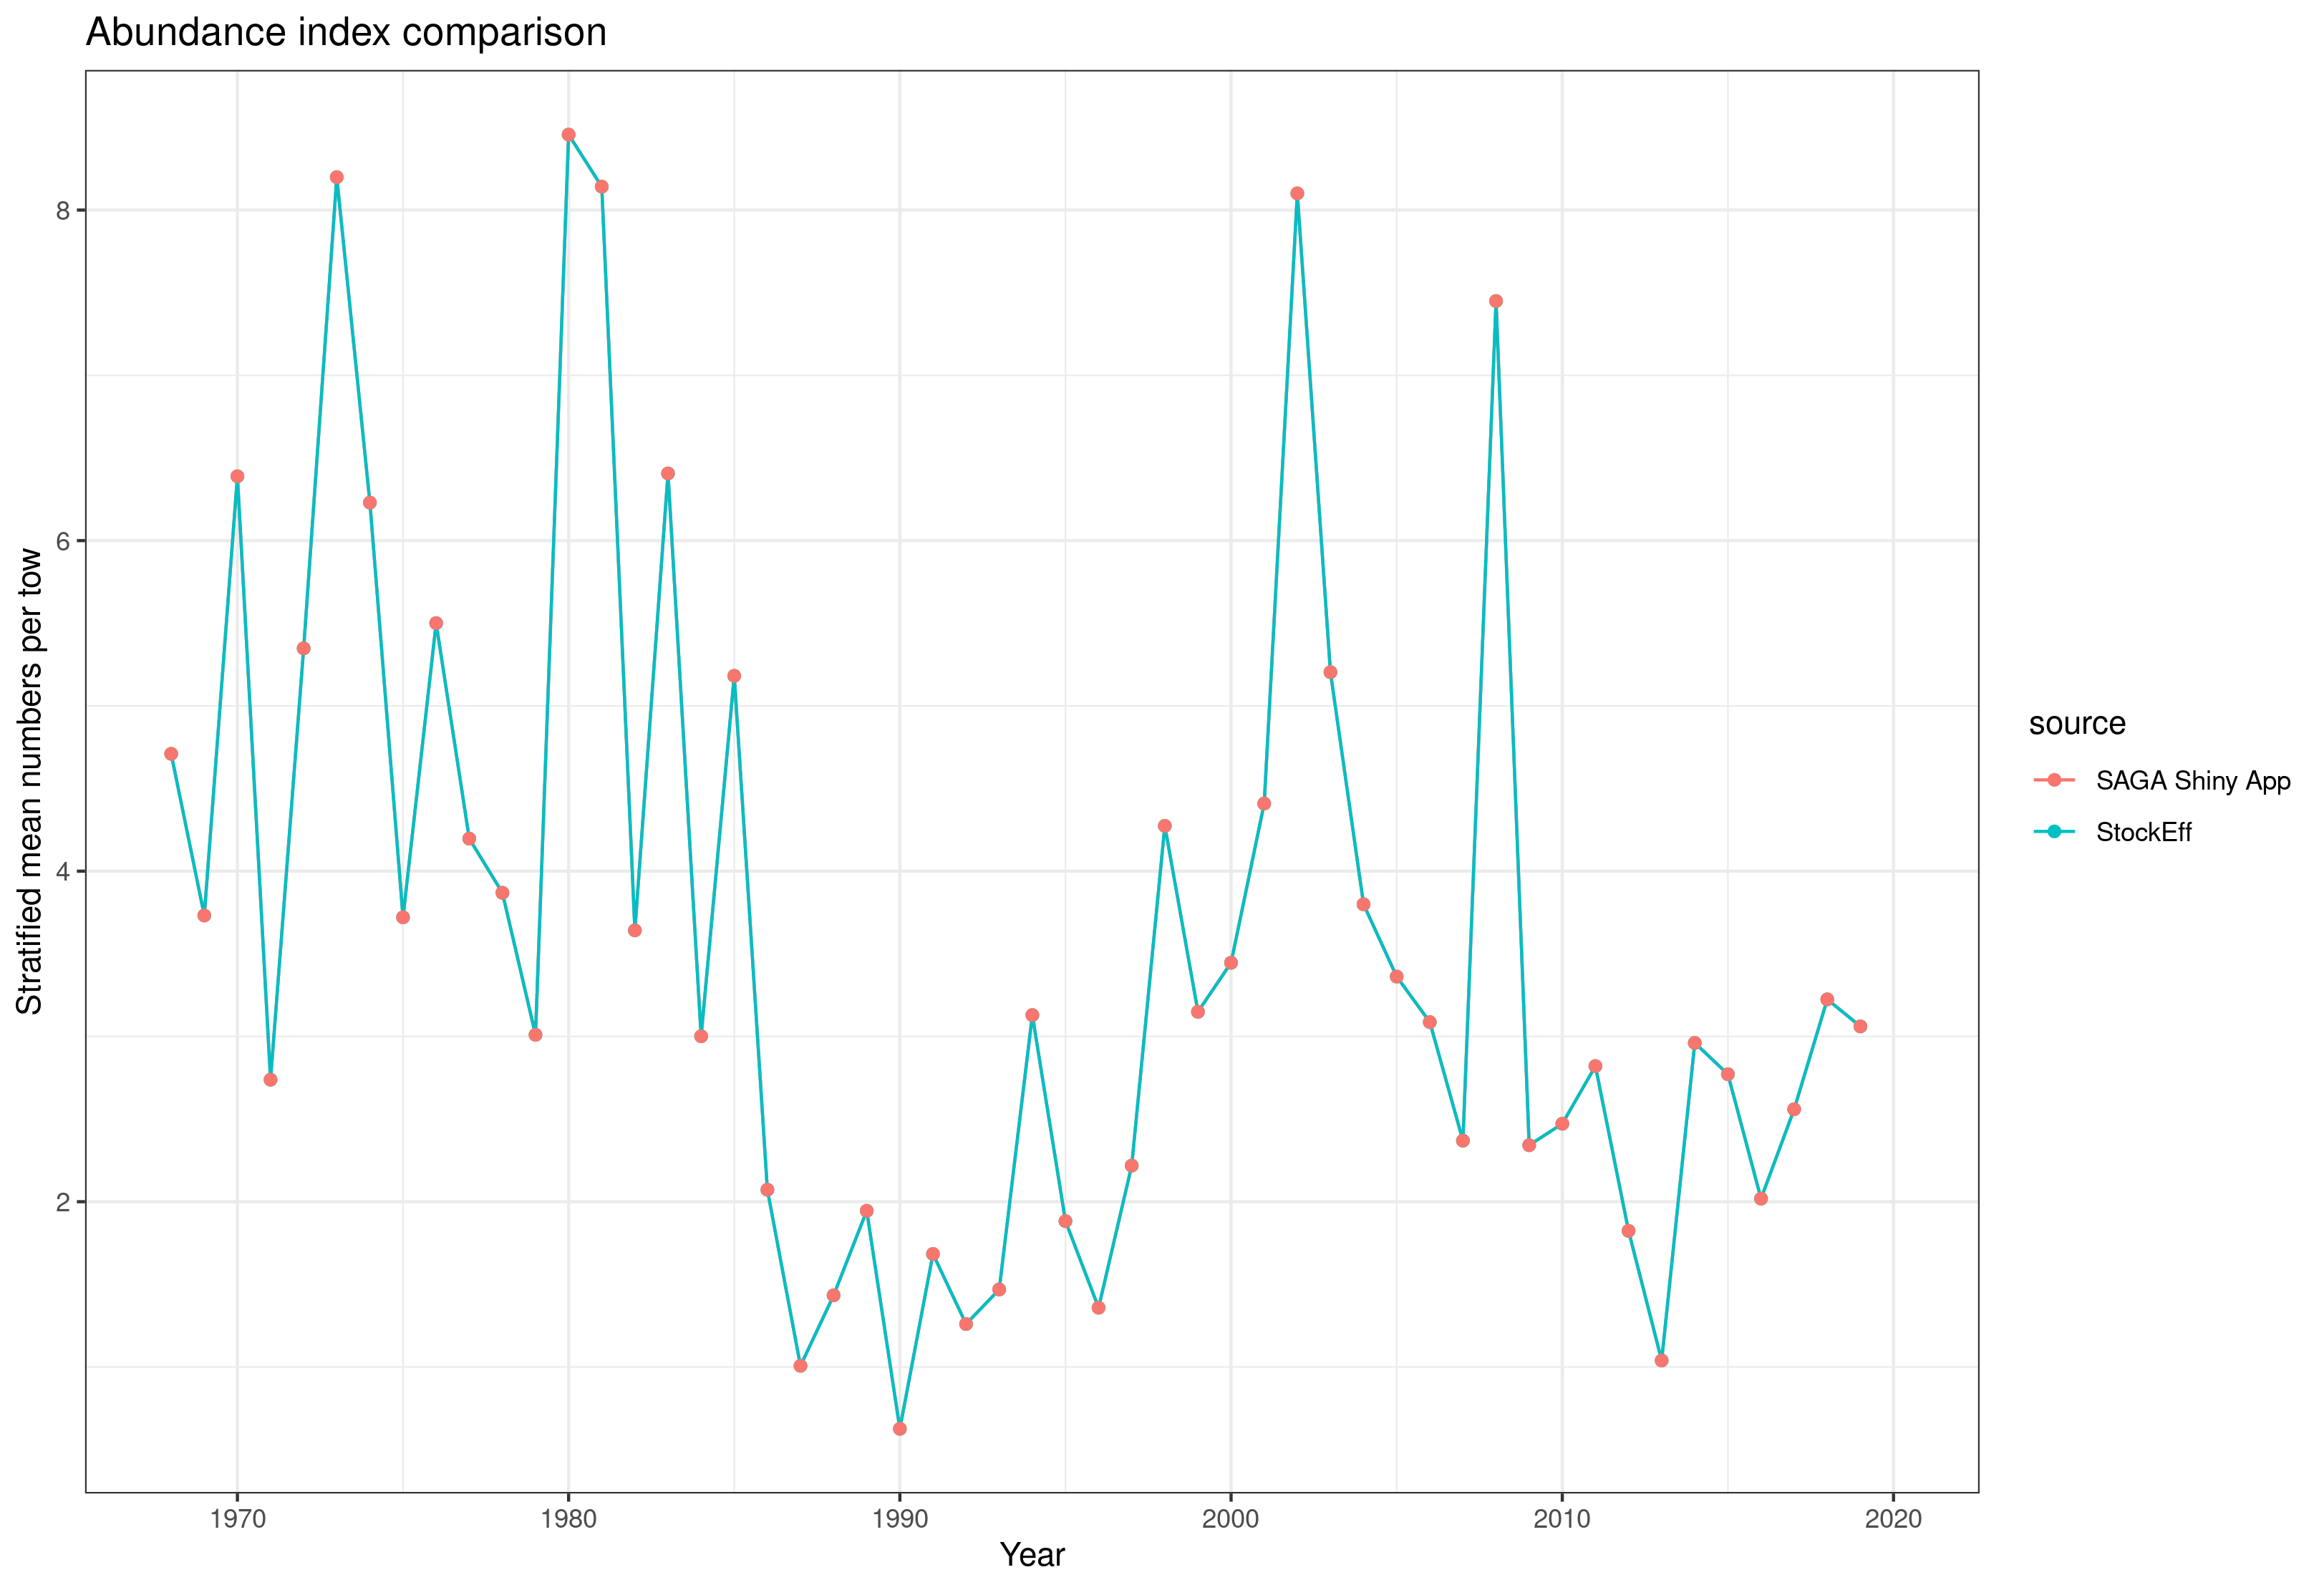 Abundance index comparison
Stratified mean numbers per tow
8
6
4
2
1970
1980
1990
2000
2010
2020
Year
source
SAGA Shiny App
StockEff